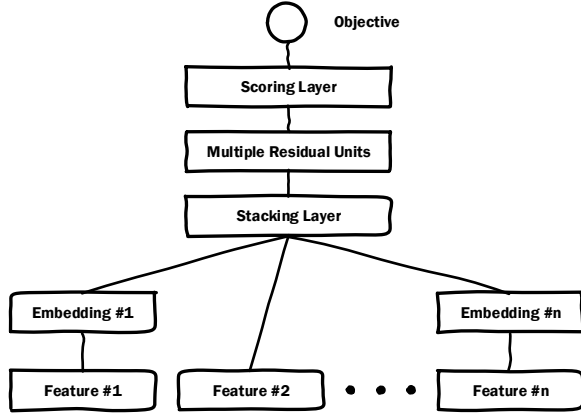 Objective
Scoring Layer
Multiple Residual Units
Stacking Layer
Embedding #1
Embedding #n
Feature #1
Feature #2
Feature #n